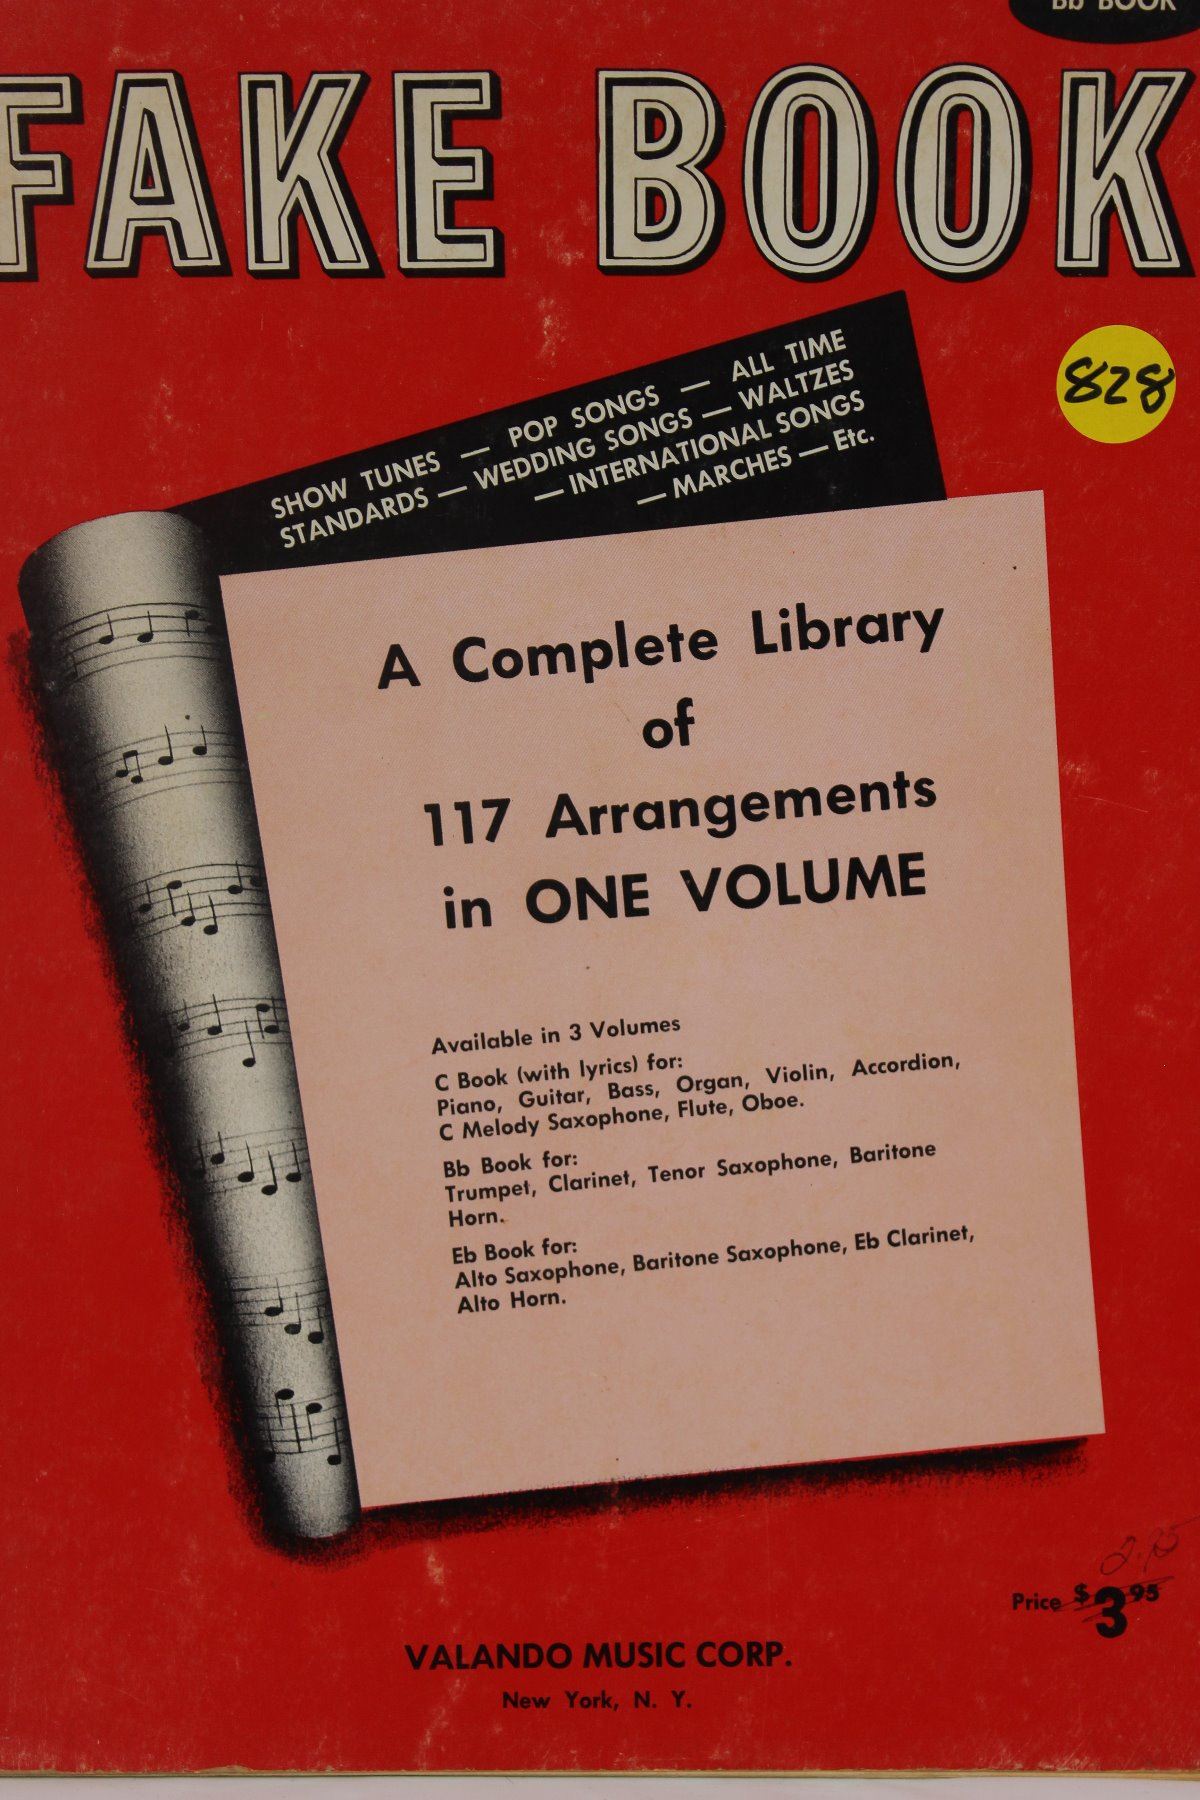 Bb BOOK
FAKE BOOK
828
SHOW TUNES — POP SONGS — ALL TIME
STANDARDS — WEDDING SONGS — WALTZES
— INTERNATIONAL SONGS
— MARCHES — Etc.
A Complete Library
of
117 Arrangements
in ONE VOLUME
Available in 3 Volumes
C Book (with lyrics) for:
Piano, Guitar, Bass, Organ, Violin, Accordion,
C Melody Saxophone, Flute, Oboe.
Bb Book for:
Trumpet, Clarinet, Tenor Saxophone, Baritone
Horn.
Eb Book for:
Alto Saxophone, Baritone Saxophone, Eb Clarinet,
Alto Horn.
2.95
Price $3 95
VALANDO MUSIC CORP.
New York, N. Y.